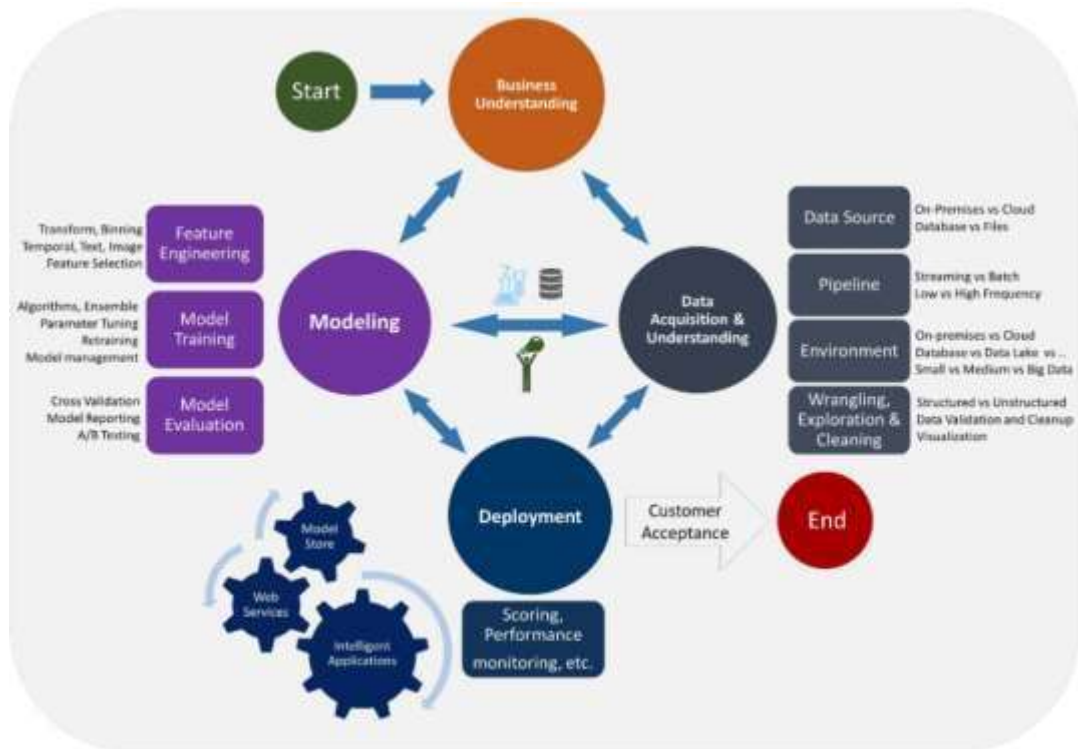 Start
Business
Understanding
Transform, Binning
Temporal, Text, Image
Feature Selection
Feature
Engineering
Algorithms, Ensemble
Parameter Tuning
Retraining
Model management
Model
Training
Cross Validation
Model Reporting
A/B Testing
Model
Evaluation
Modeling
Data
Acquisition &
Understanding
Data Source
On-Premises vs Cloud
Database vs Files
Pipeline
Streaming vs Batch
Low vs High Frequency
Environment
On-premises vs Cloud
Database vs Data Lake vs ..
Small vs Medium vs Big Data
Wrangling,
Exploration &
Cleaning
Structured vs Unstructured
Data Validation and Cleanup
Visualization
Deployment
Customer
Acceptance
End
Model
Store
Web
Services
Intelligent
Applications
Scoring,
Performance
monitoring, etc.